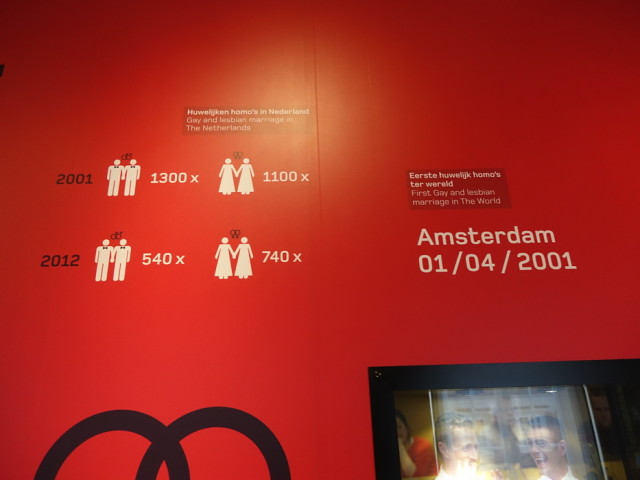 Huwelijken homo's in Nederland
Gay and lesbian marriage in
The Netherlands
2001 1300 x 1100 x
2012 540 x 740 x
Eerste huwelijk homo's
ter wereld
First Gay and lesbian
marriage in The World
Amsterdam
01/04/2001